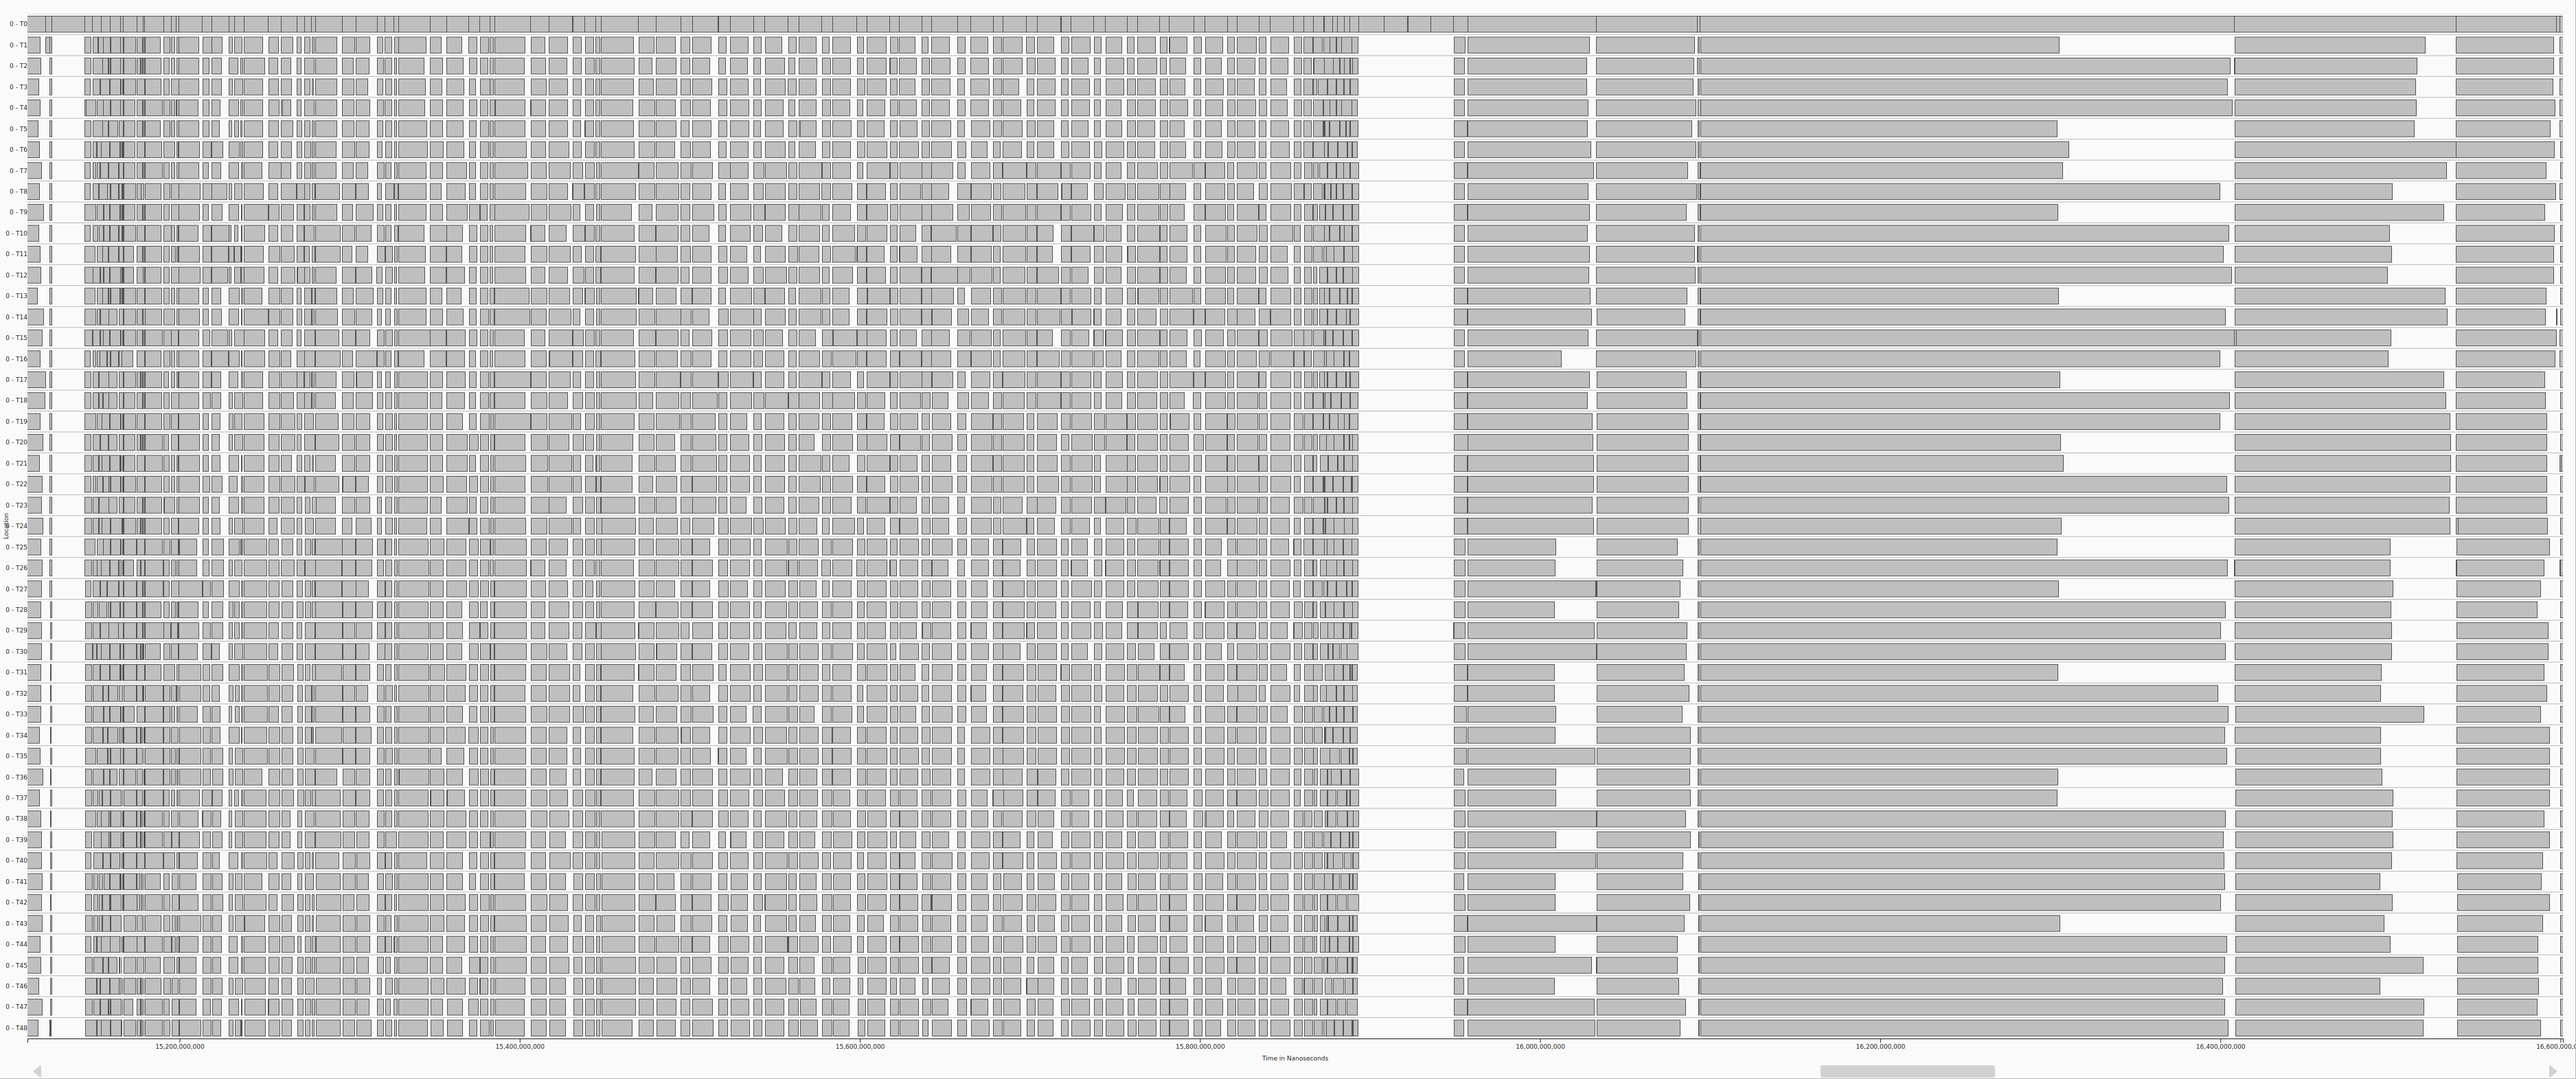 0 - T0
0 - T1
0 - T2
0 - T3
0 - T4
0 - T5
0 - T6
0 - T7
0 - T8
0 - T9
0 - T10
0 - T11
0 - T12
0 - T13
0 - T14
0 - T15
0 - T16
0 - T17
0 - T18
0 - T19
0 - T20
0 - T21
0 - T22
0 - T23
Location
0 - T24
0 - T25
0 - T26
0 - T27
0 - T28
0 - T29
0 - T30
0 - T31
0 - T32
0 - T33
0 - T34
0 - T35
0 - T36
0 - T37
0 - T38
0 - T39
0 - T40
0 - T41
0 - T42
0 - T43
0 - T44
0 - T45
0 - T46
0 - T47
0 - T48
15,200,000,000 15,400,000,000 15,600,000,000 15,800,000,000 16,000,000,000 16,200,000,000 16,400,000,000 16,600,000,0
Time in Nanoseconds